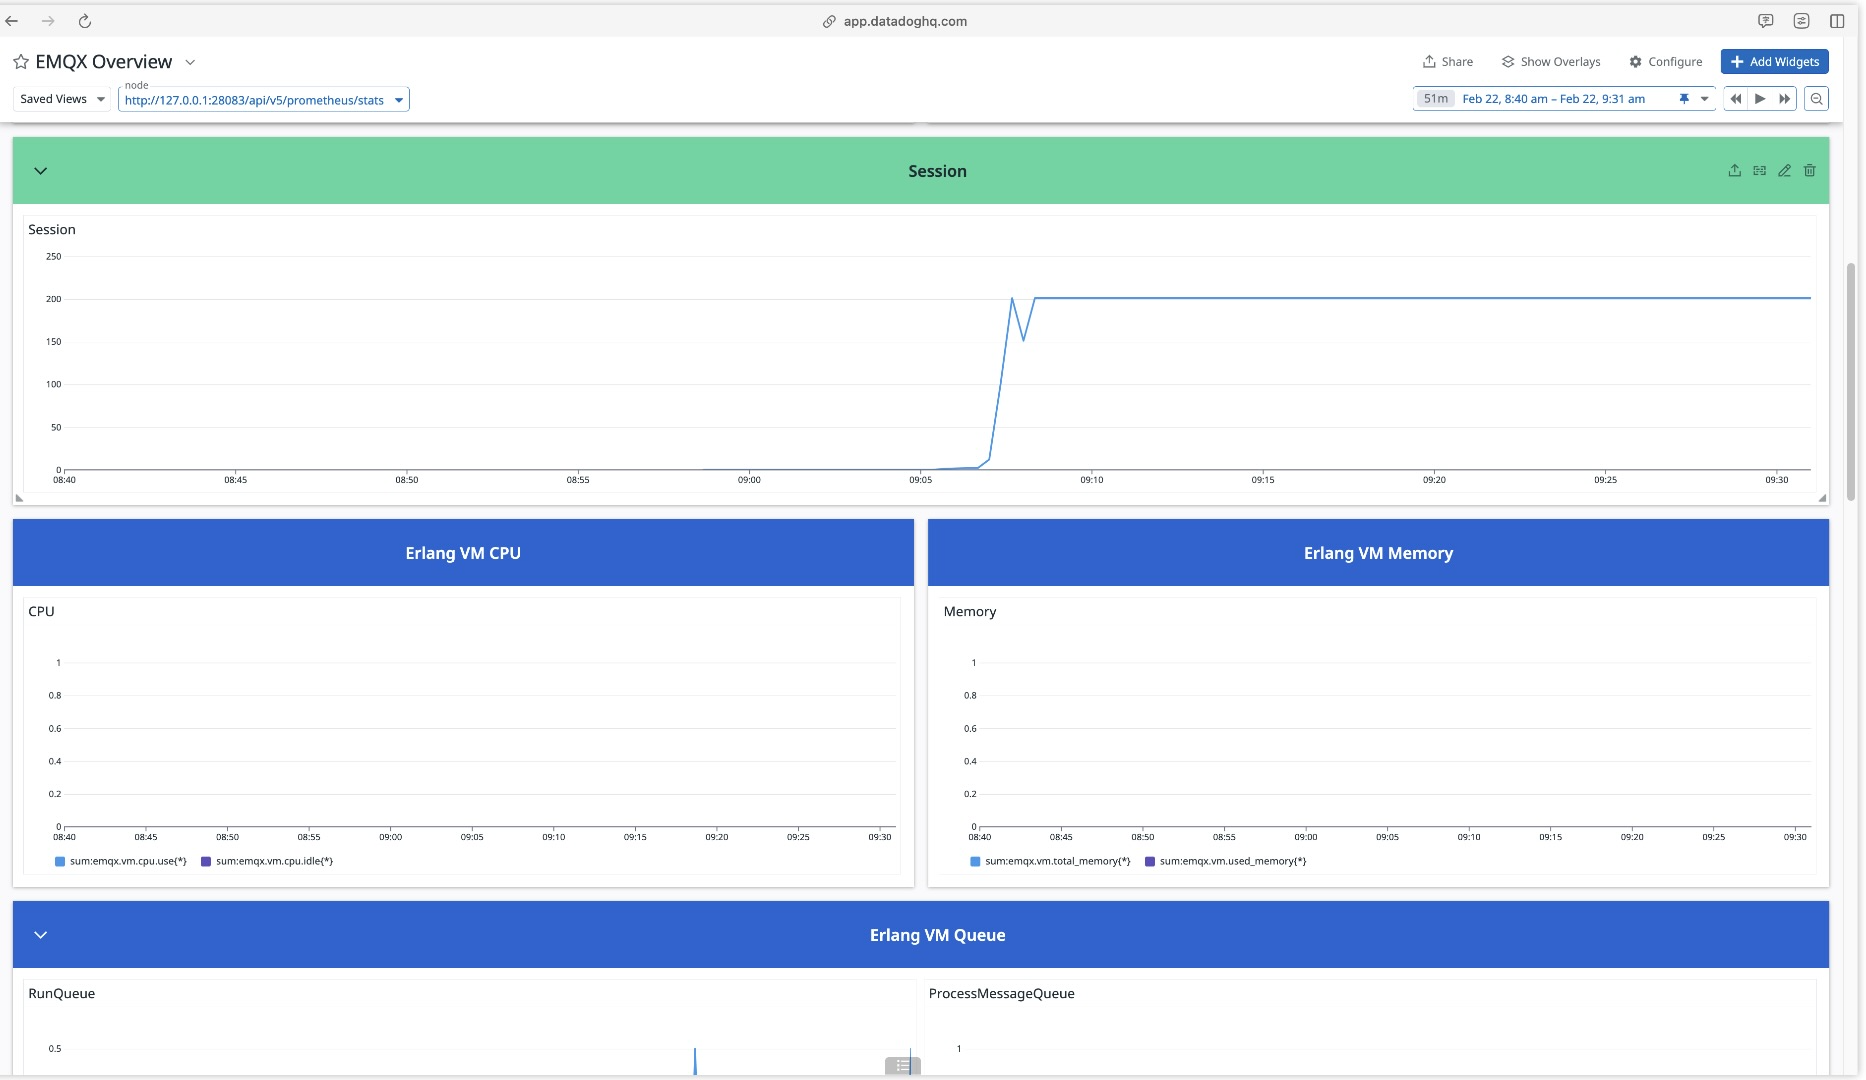 app.datadoghq.com
EMQX Overview
Share
Show Overlays
Configure
Add Widgets
Saved Views
node
http://127.0.0.1:28083/api/v5/prometheus/stats
51m
Feb 22, 8:40 am – Feb 22, 9:31 am
Session
Session
250
200
150
100
50
0
08:40 08:45 08:50 08:55 09:00 09:05 09:10 09:15 09:20 09:25 09:30
Erlang VM CPU
CPU
1
0.8
0.6
0.4
0.2
0
08:40 08:45 08:50 08:55 09:00 09:05 09:10 09:15 09:20 09:25 09:30
sum:emqx.vm.cpu.use{*} sum:emqx.vm.cpu.idle{*}
Erlang VM Memory
Memory
1
0.8
0.6
0.4
0.2
0
08:40 08:45 08:50 08:55 09:00 09:05 09:10 09:15 09:20 09:25 09:30
sum:emqx.vm.total_memory{*} sum:emqx.vm.used_memory{*}
Erlang VM Queue
RunQueue
0.5
ProcessMessageQueue
1